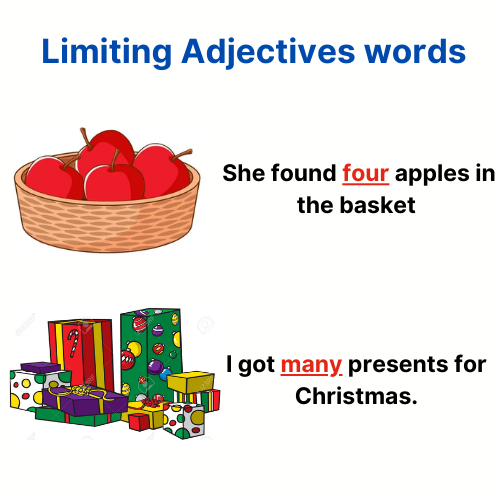 Limiting Adjectives words
She found four apples in
the basket
I got many presents for
Christmas.